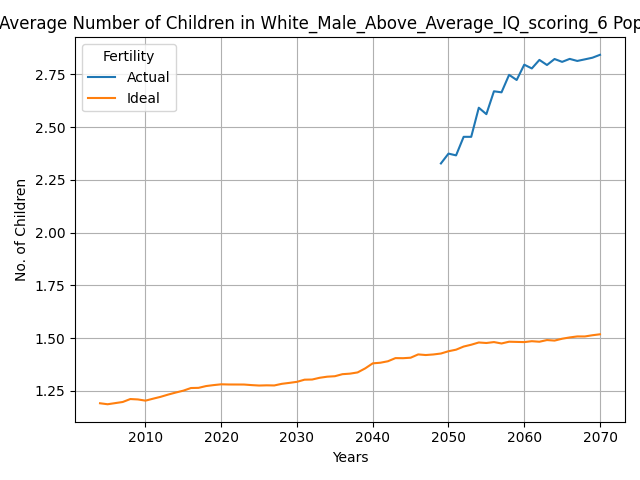 Average Number of Children in White_Male_Above_Average_IQ_scoring_6 Pop
Fertility
Actual
Ideal
2.75
2.50
2.25
2.00
1.75
1.50
1.25
No. of Children
2010 2020 2030 2040 2050 2060 2070
Years